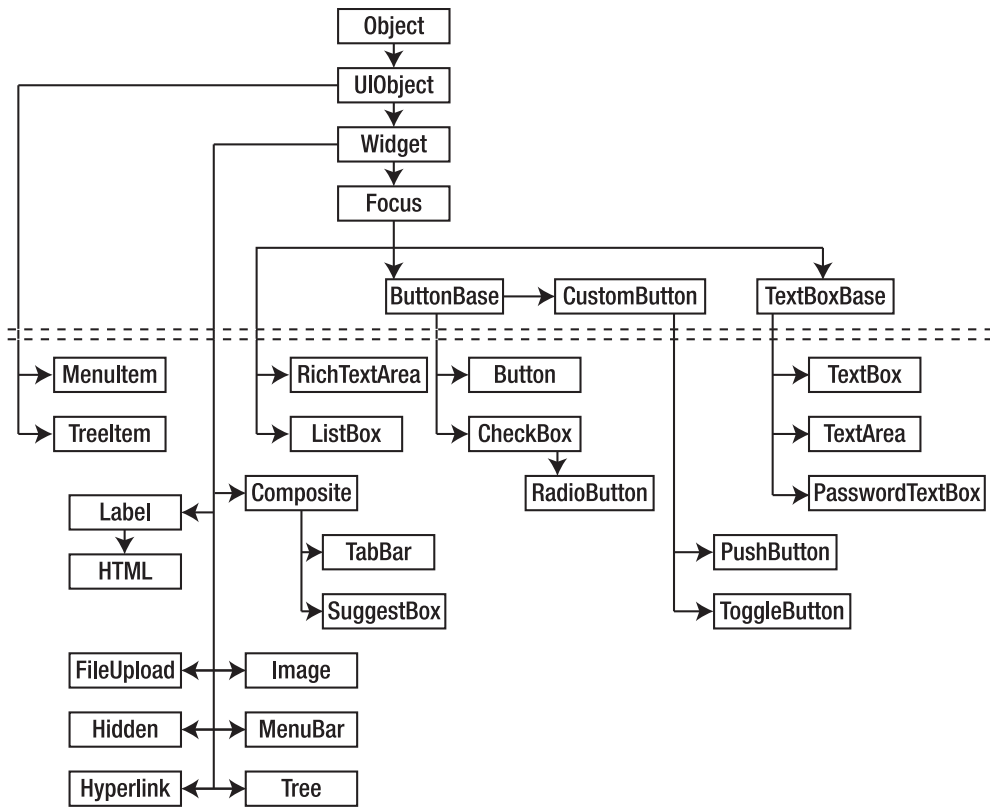 Object
UIObject
Widget
Focus
ButtonBase
CustomButton
TextBoxBase
MenuItem
RichTextArea
Button
TextBox
TreeItem
ListBox
CheckBox
TextArea
Composite
RadioButton
PasswordTextBox
Label
TabBar
PushButton
HTML
SuggestBox
ToggleButton
FileUpload
Image
Hidden
MenuBar
Hyperlink
Tree